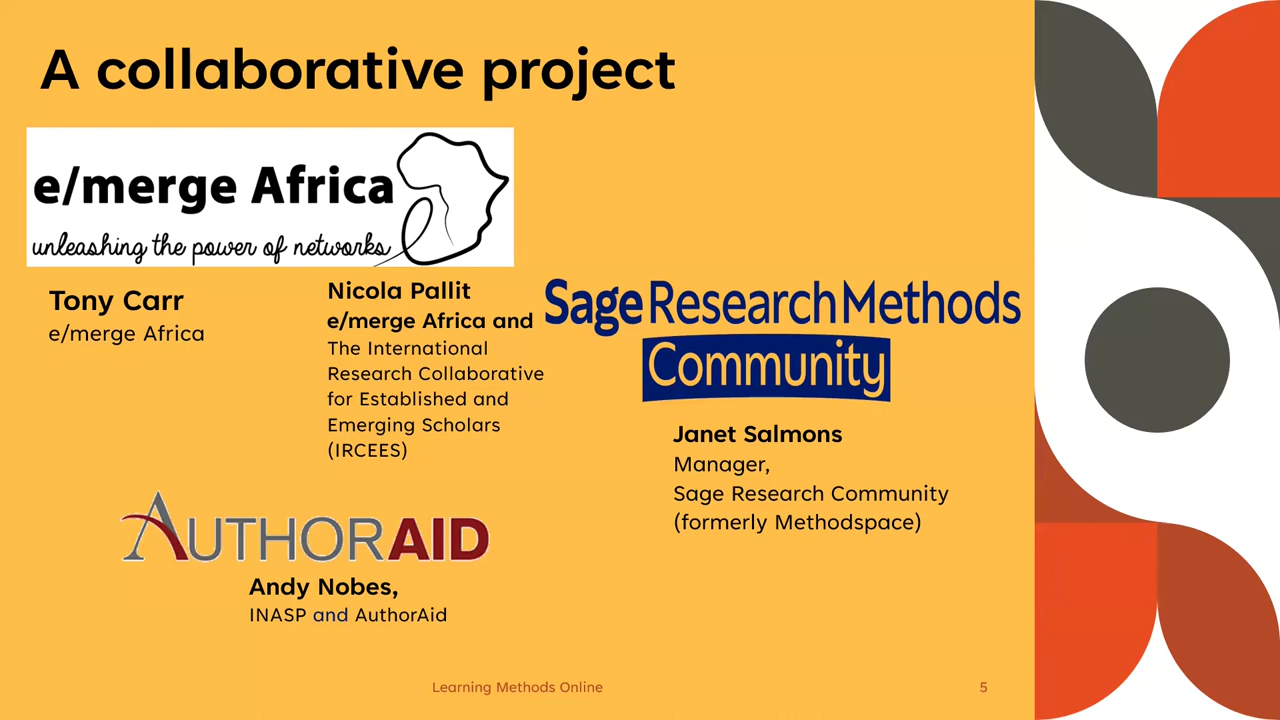 A collaborative project
e/merge Africa
unleashing the power of networks
Tony Carr
e/merge Africa
Nicola Pallit
e/merge Africa and
The International
Research Collaborative
for Established and
Emerging Scholars
(IRCEES)
Sage Research Methods
Community
Janet Salmons
Manager,
Sage Research Community
(formerly Methodspace)
AUTHORAID
Andy Nobes,
INASP and AuthorAid
Learning Methods Online
5